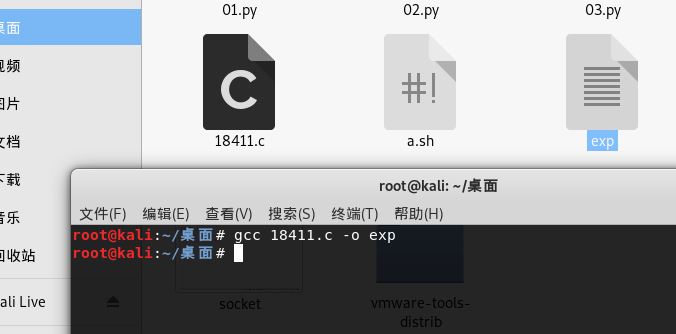 01.py
02.py
03.py
桌面
视频
图片
文档
下载
音乐
回收站
ali Live
18411.c
a.sh
exp
root@kali: ~/桌面
文件(F) 编辑(E) 查看(V) 搜索(S) 终端(T) 帮助(H)
root@kali:~/桌面# gcc 18411.c -o exp
root@kali:~/桌面#
socket
vmware-tools-
distrib